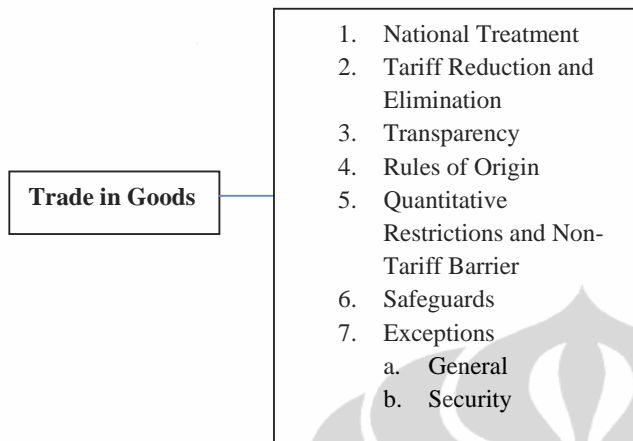 Trade in Goods
1. National Treatment
2. Tariff Reduction and
Elimination
3. Transparency
4. Rules of Origin
5. Quantitative
Restrictions and Non-
Tariff Barrier
6. Safeguards
7. Exceptions
a. General
b. Security